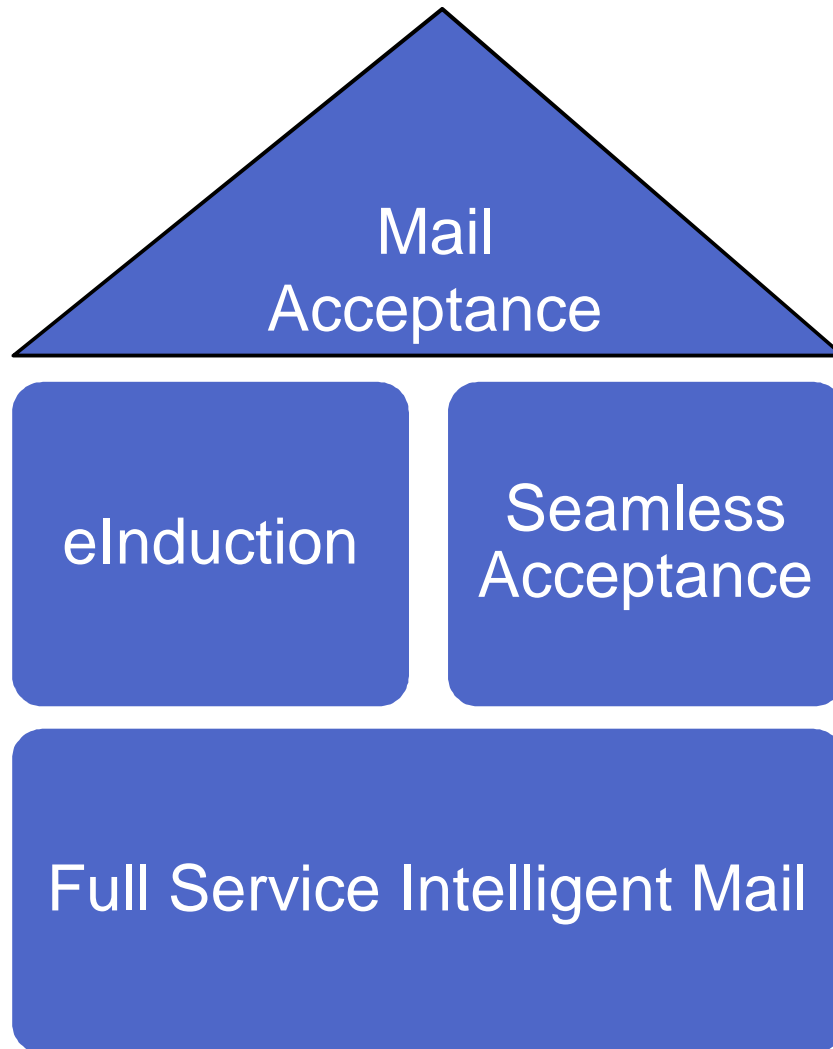 Mail
Acceptance
eInduction
Seamless
Acceptance
Full Service Intelligent Mail